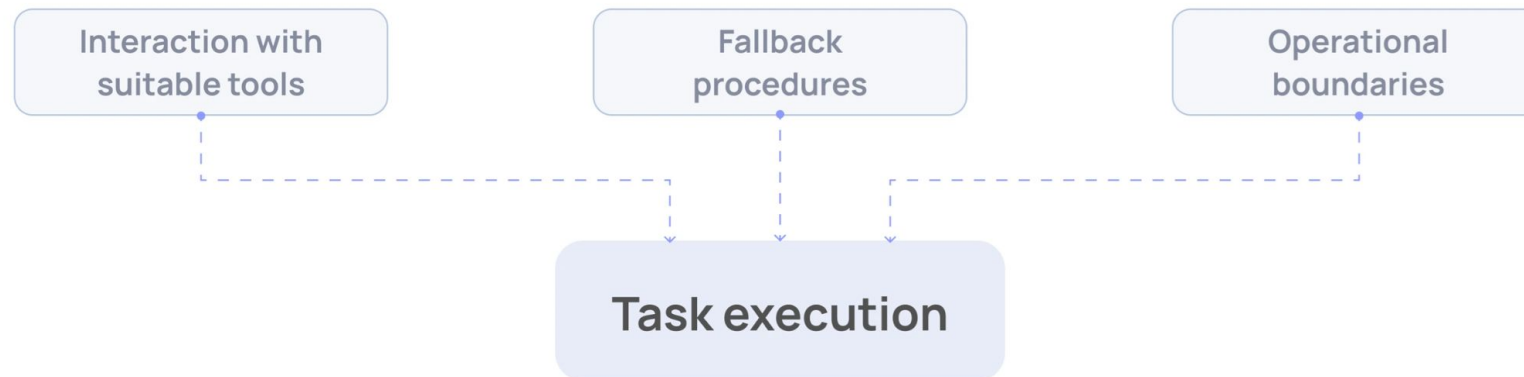 Interaction with
suitable tools
Fallback
procedures
Operational
boundaries
Task execution